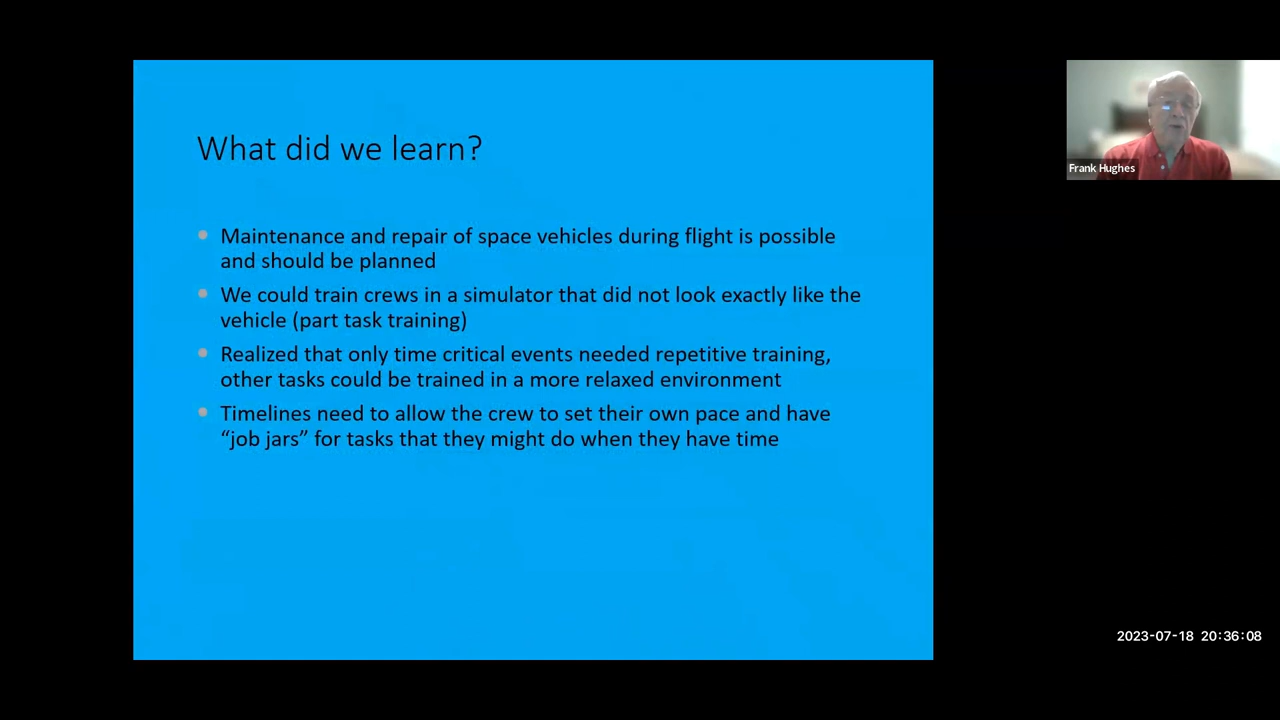 What did we learn?
Maintenance and repair of space vehicles during flight is possible
and should be planned
We could train crews in a simulator that did not look exactly like the
vehicle (part task training)
Realized that only time critical events needed repetitive training,
other tasks could be trained in a more relaxed environment
Timelines need to allow the crew to set their own pace and have
“job jars” for tasks that they might do when they have time
Frank Hughes
2023-07-18 20:36:08